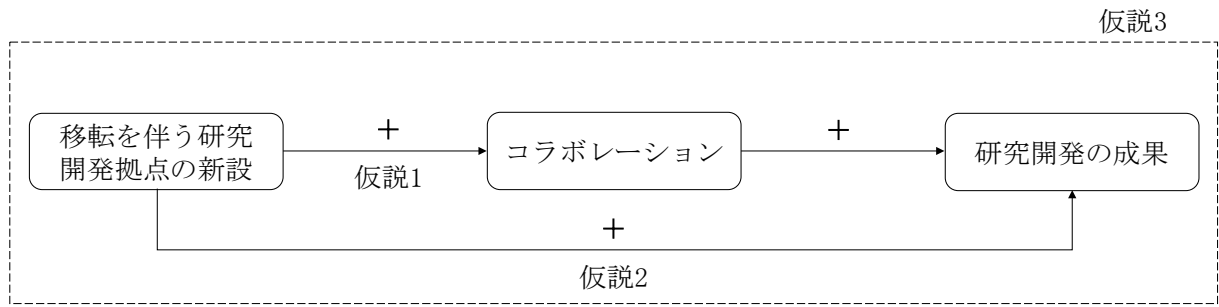 仮説3
移転を伴う研究
開発拠点の新設
+
仮説1
コラボレーション
+
研究開発の成果
+
仮説2